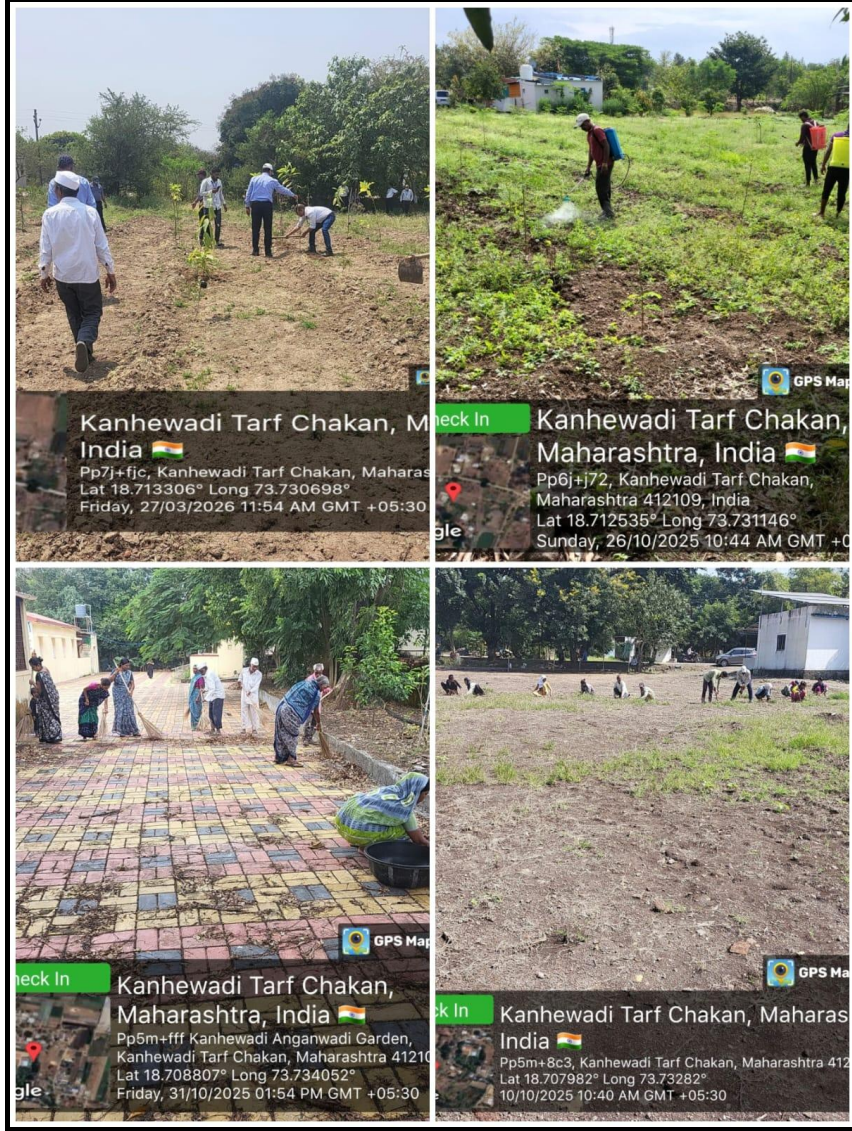 Kanhewadi Tarf Chakan, M
India
Pp7j+fjc, Kanhewadi Tarf Chakan, Maharas
Lat 18.713306° Long 73.730698°
Friday, 27/03/2026 11:54 AM GMT +05:30
GPS Map
heck In
Kanhewadi Tarf Chakan,
Maharashtra, India
Pp6j+j72, Kanhewadi Tarf Chakan,
Maharashtra 412109, India
Lat 18.712535° Long 73.731146°
Sunday, 26/10/2025 10:44 AM GMT +0
gle
GPS Map
heck In
Kanhewadi Tarf Chakan,
Maharashtra, India
Pp5m+fff Kanhewadi Anganwadi Garden,
Kanhewadi Tarf Chakan, Maharashtra 41210
Lat 18.708807° Long 73.734052°
Friday, 31/10/2025 01:54 PM GMT +05:30
gle
GPS Ma
ck In
Kanhewadi Tarf Chakan, Maharas
India
Pp5m+8c3, Kanhewadi Tarf Chakan, Maharashtra 412
Lat 18.707982° Long 73.73282°
10/10/2025 10:40 AM GMT +05:30
gle